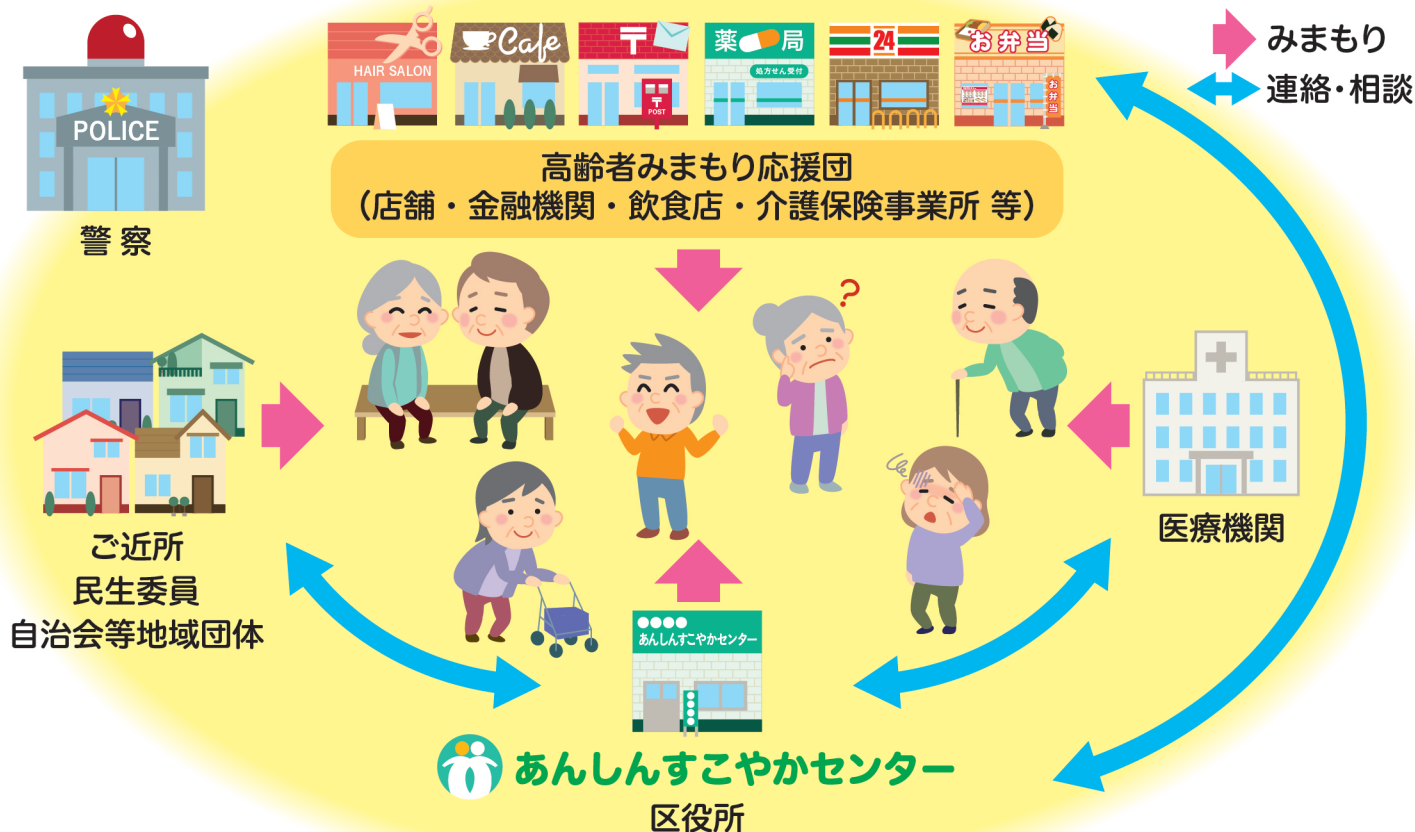 みまもり
連絡・相談
POLICE
警察
HAIR SALON
Cafe
〒
〒
POST
薬局
処方せん受付
24
お弁当
お弁当
高齢者みまもり応援団
（店舗・金融機関・飲食店・介護保険事業所 等）
?
ご近所
民生委員
自治会等地域団体
医療機関
●●●●
あんしんすこやかセンター
あんしんすこやかセンター
区役所